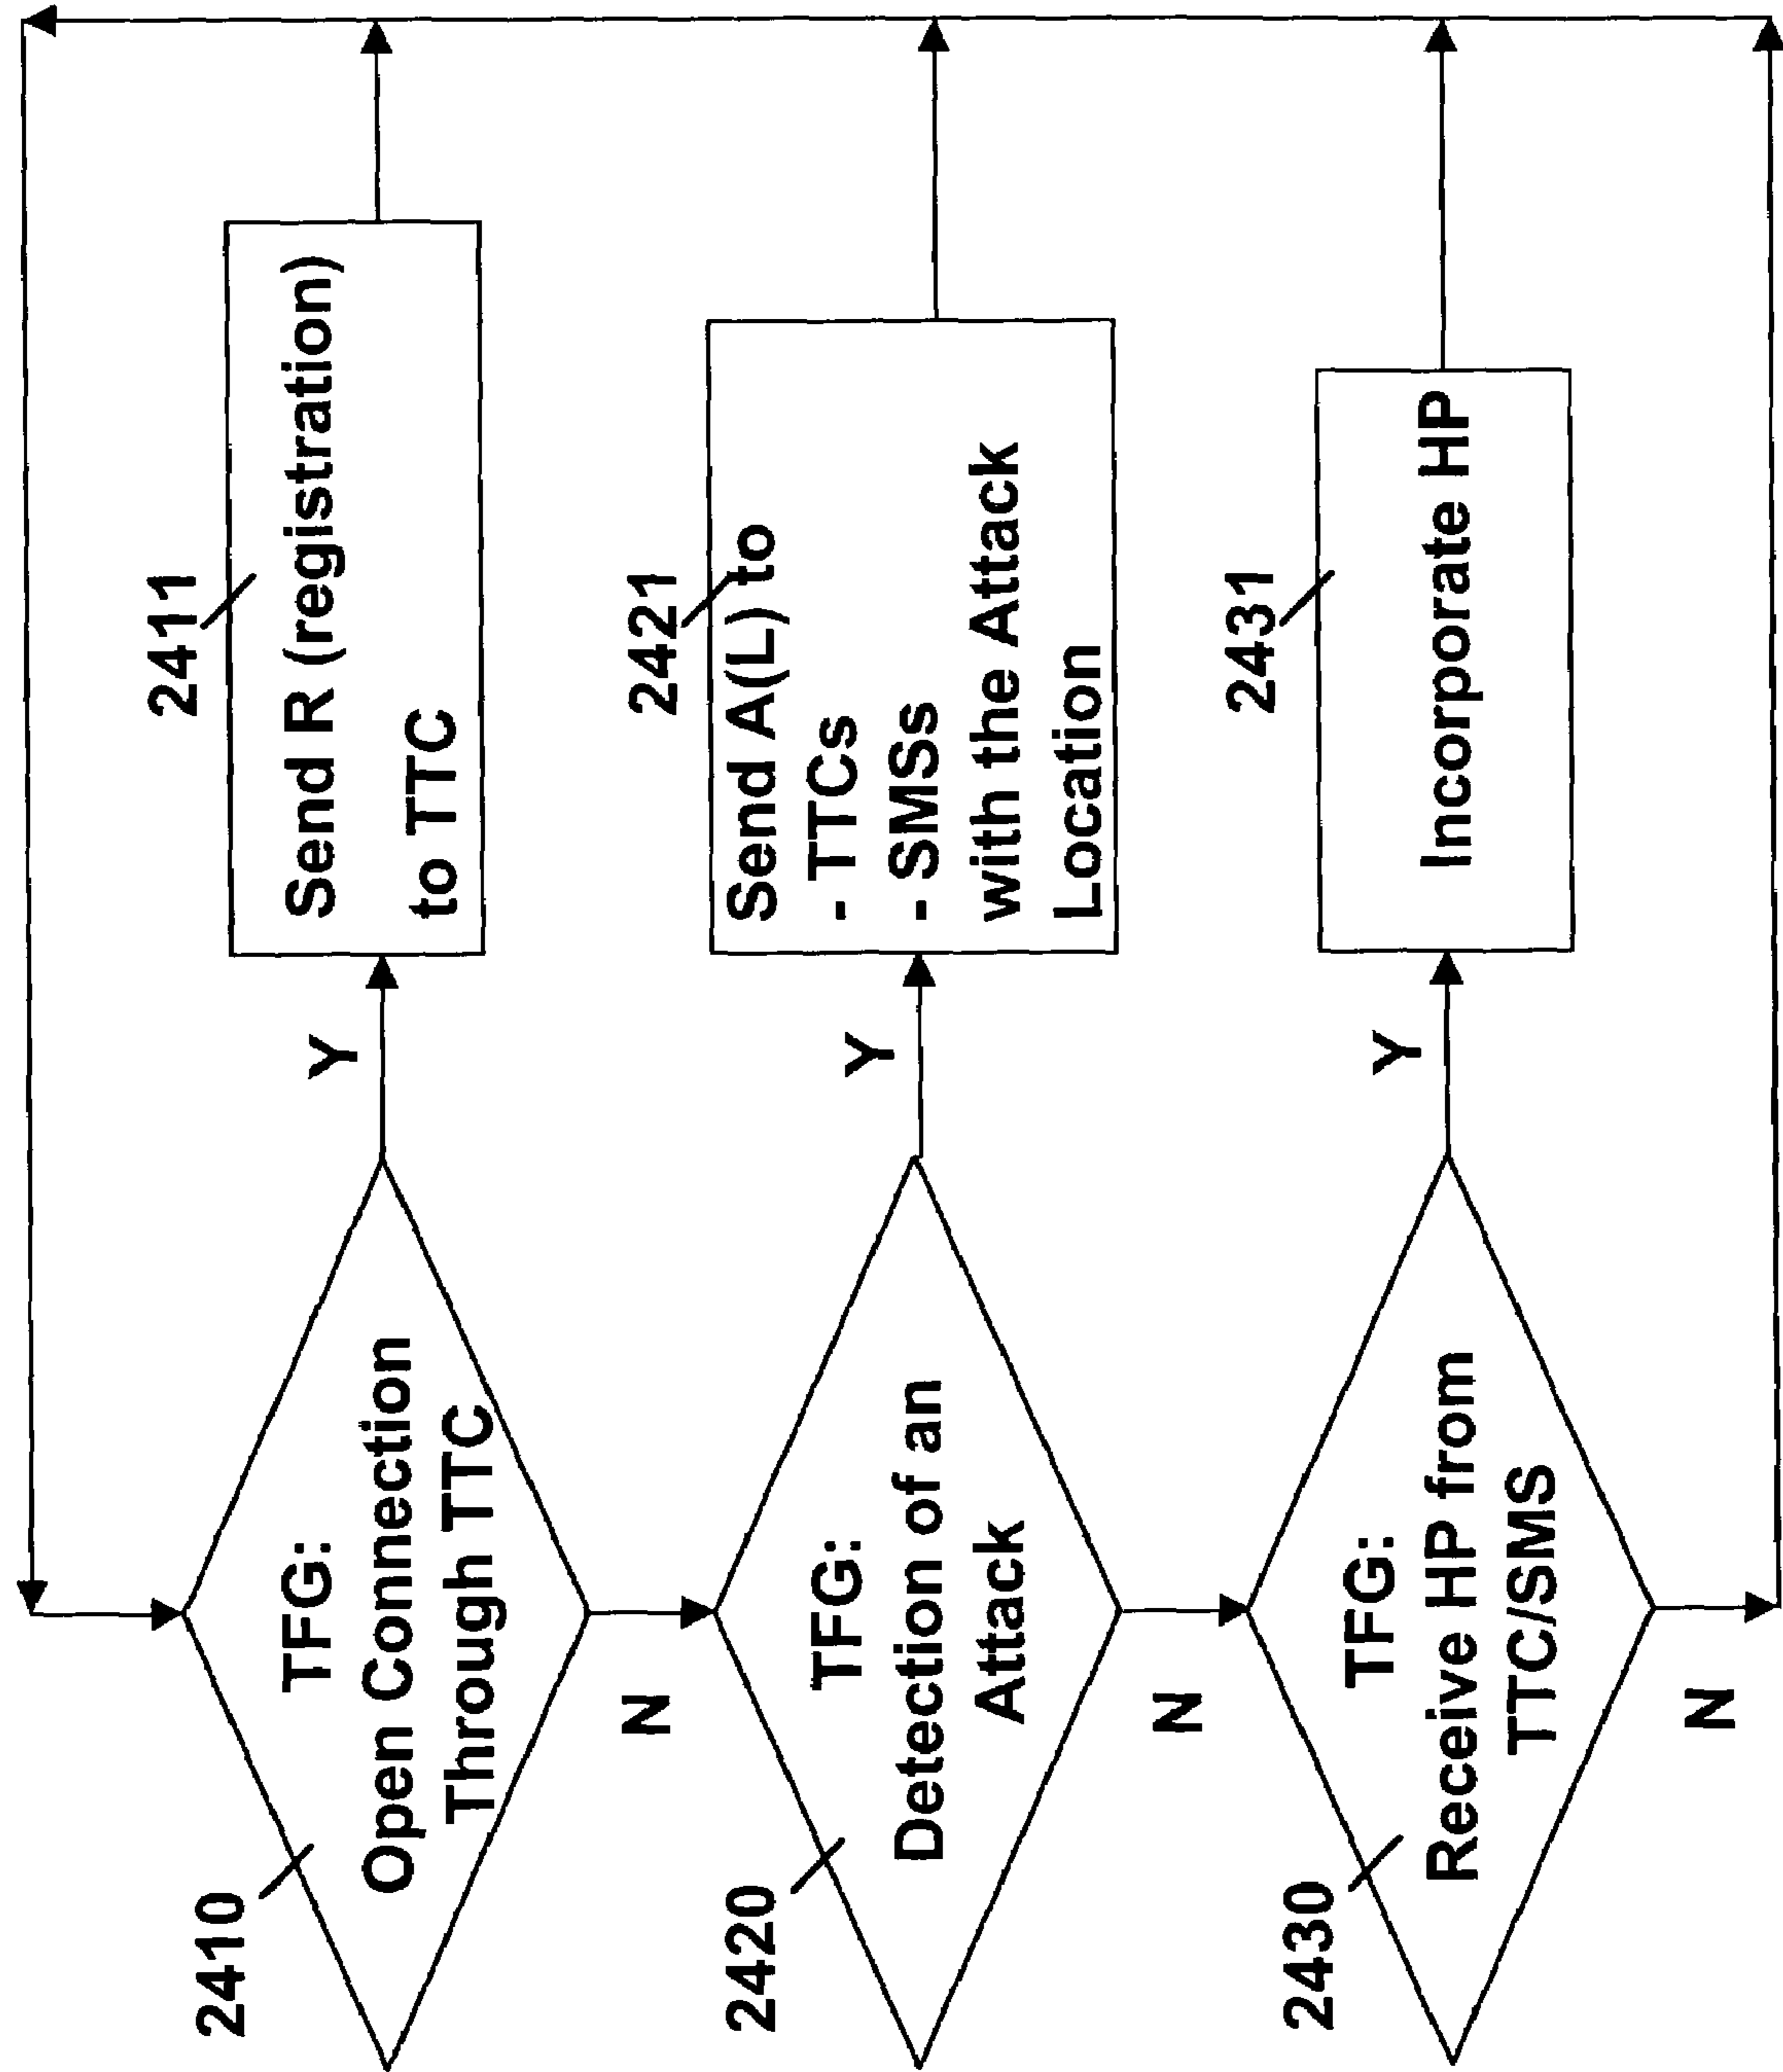 2410
TFG:
Open Connection
Through TTC
Y
2411
Send R (registration)
to TTC
N
2420
TFG:
Detection of an
Attack
Y
2421
Send A(L) to
- TTCs
- SMSs
with the Attack
Location
N
2430
TFG:
Receive HP from
TTC/SMS
Y
2431
Incorporate HP
N